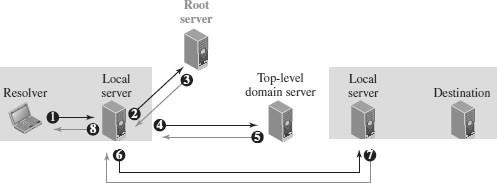 Root
server
Resolver
Local
server
Top-level
domain server
Local
server
Destination
1
2
3
4
5
6
7
8